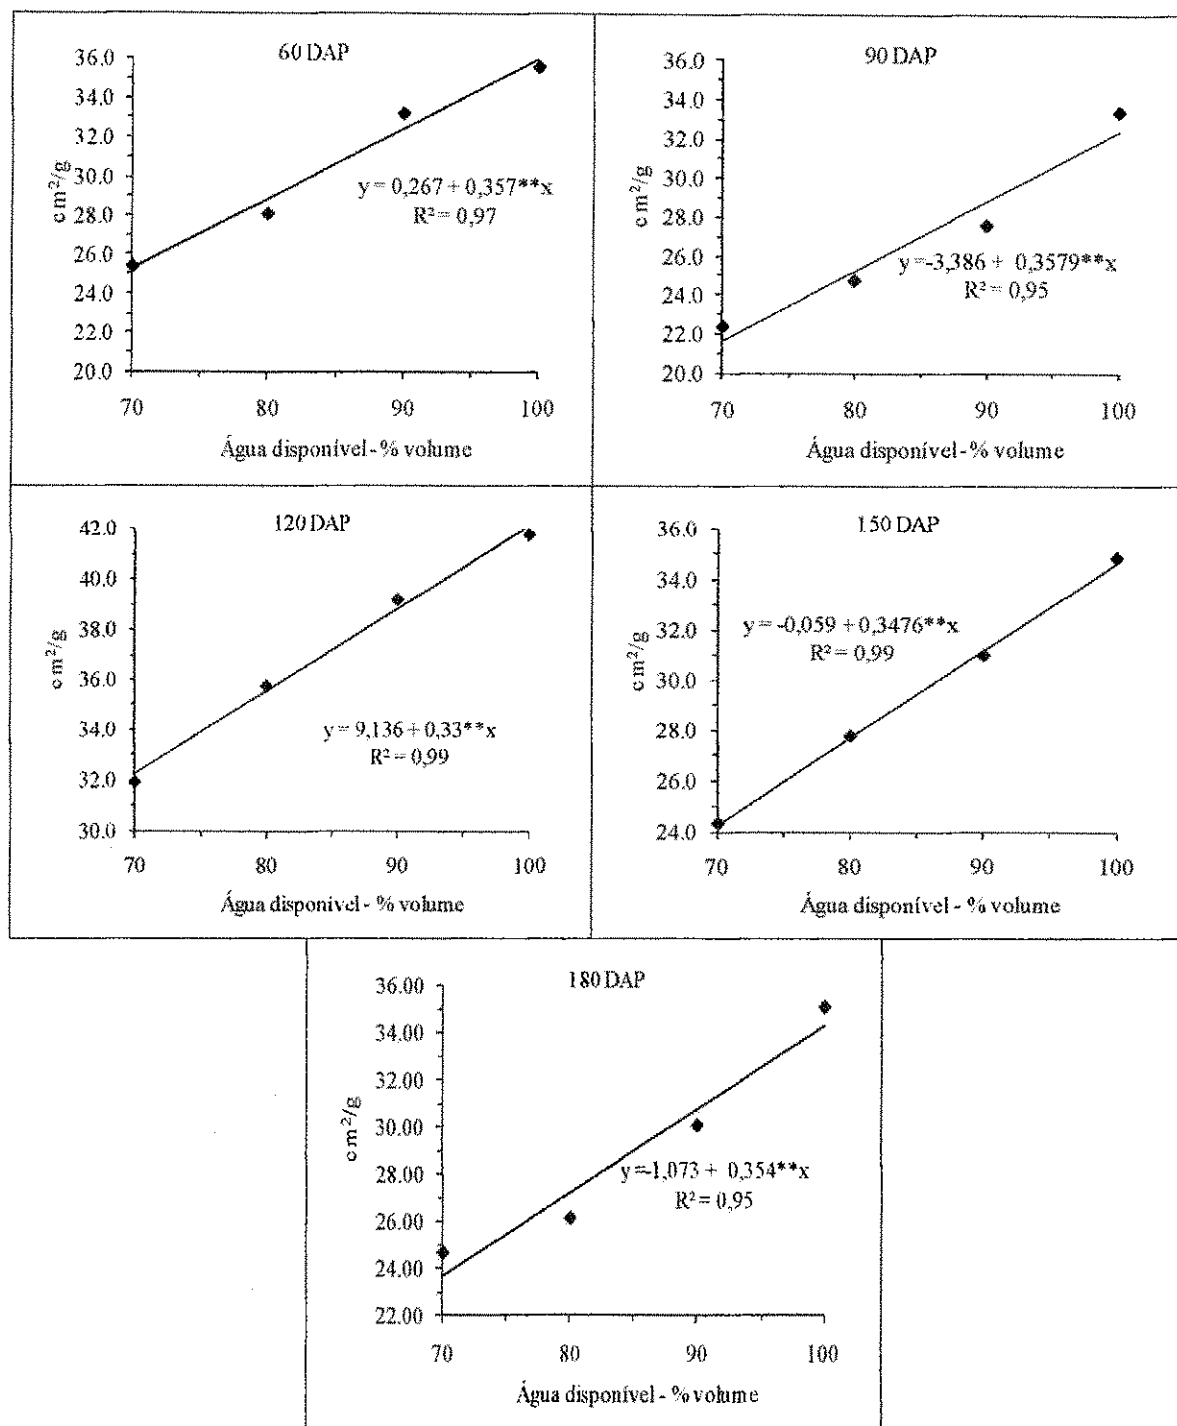 60 DAP
36.0
34.0
32.0
30.0
28.0
26.0
24.0
22.0
20.0
cm²/g
y = 0,267 + 0,357**x
R² = 0,97
70 80 90 100
Água disponível - % volume
90 DAP
36.0
34.0
32.0
30.0
28.0
26.0
24.0
22.0
20.0
cm²/g
y =-3,386 + 0,3579**x
R² = 0,95
70 80 90 100
Água disponível - % volume
120 DAP
42.0
40.0
38.0
36.0
34.0
32.0
30.0
cm²/g
y = 9,136 + 0,33**x
R² = 0,99
70 80 90 100
Água disponível - % volume
150 DAP
36.0
34.0
32.0
30.0
28.0
26.0
24.0
cm²/g
y = -0,059 + 0,3476**x
R² = 0,99
70 80 90 100
Água disponível - % volume
180 DAP
36.00
34.00
32.00
30.00
28.00
26.00
24.00
22.00
cm²/g
y =-1,073 + 0,354**x
R² = 0,95
70 80 90 100
Água disponível - % volume